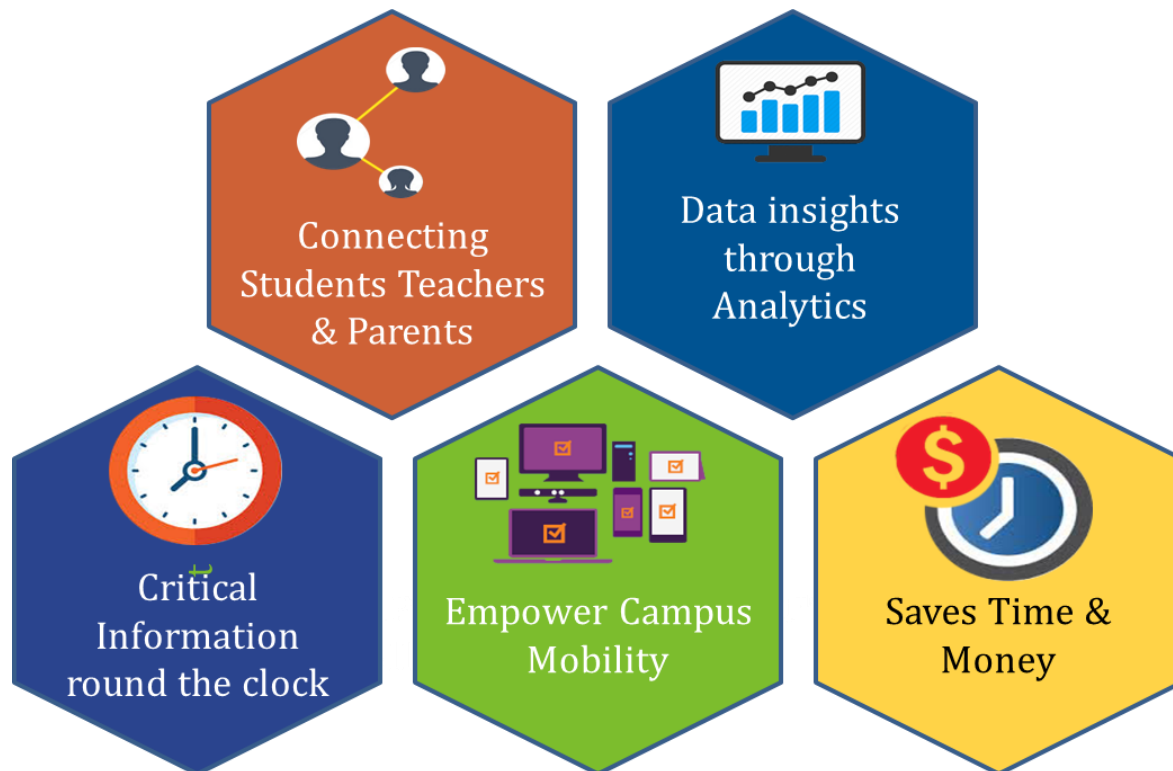 Connecting
Students Teachers
& Parents
Data insights
through
Analytics
Critical
Information
round the clock
Empower Campus
Mobility
Saves Time &
Money